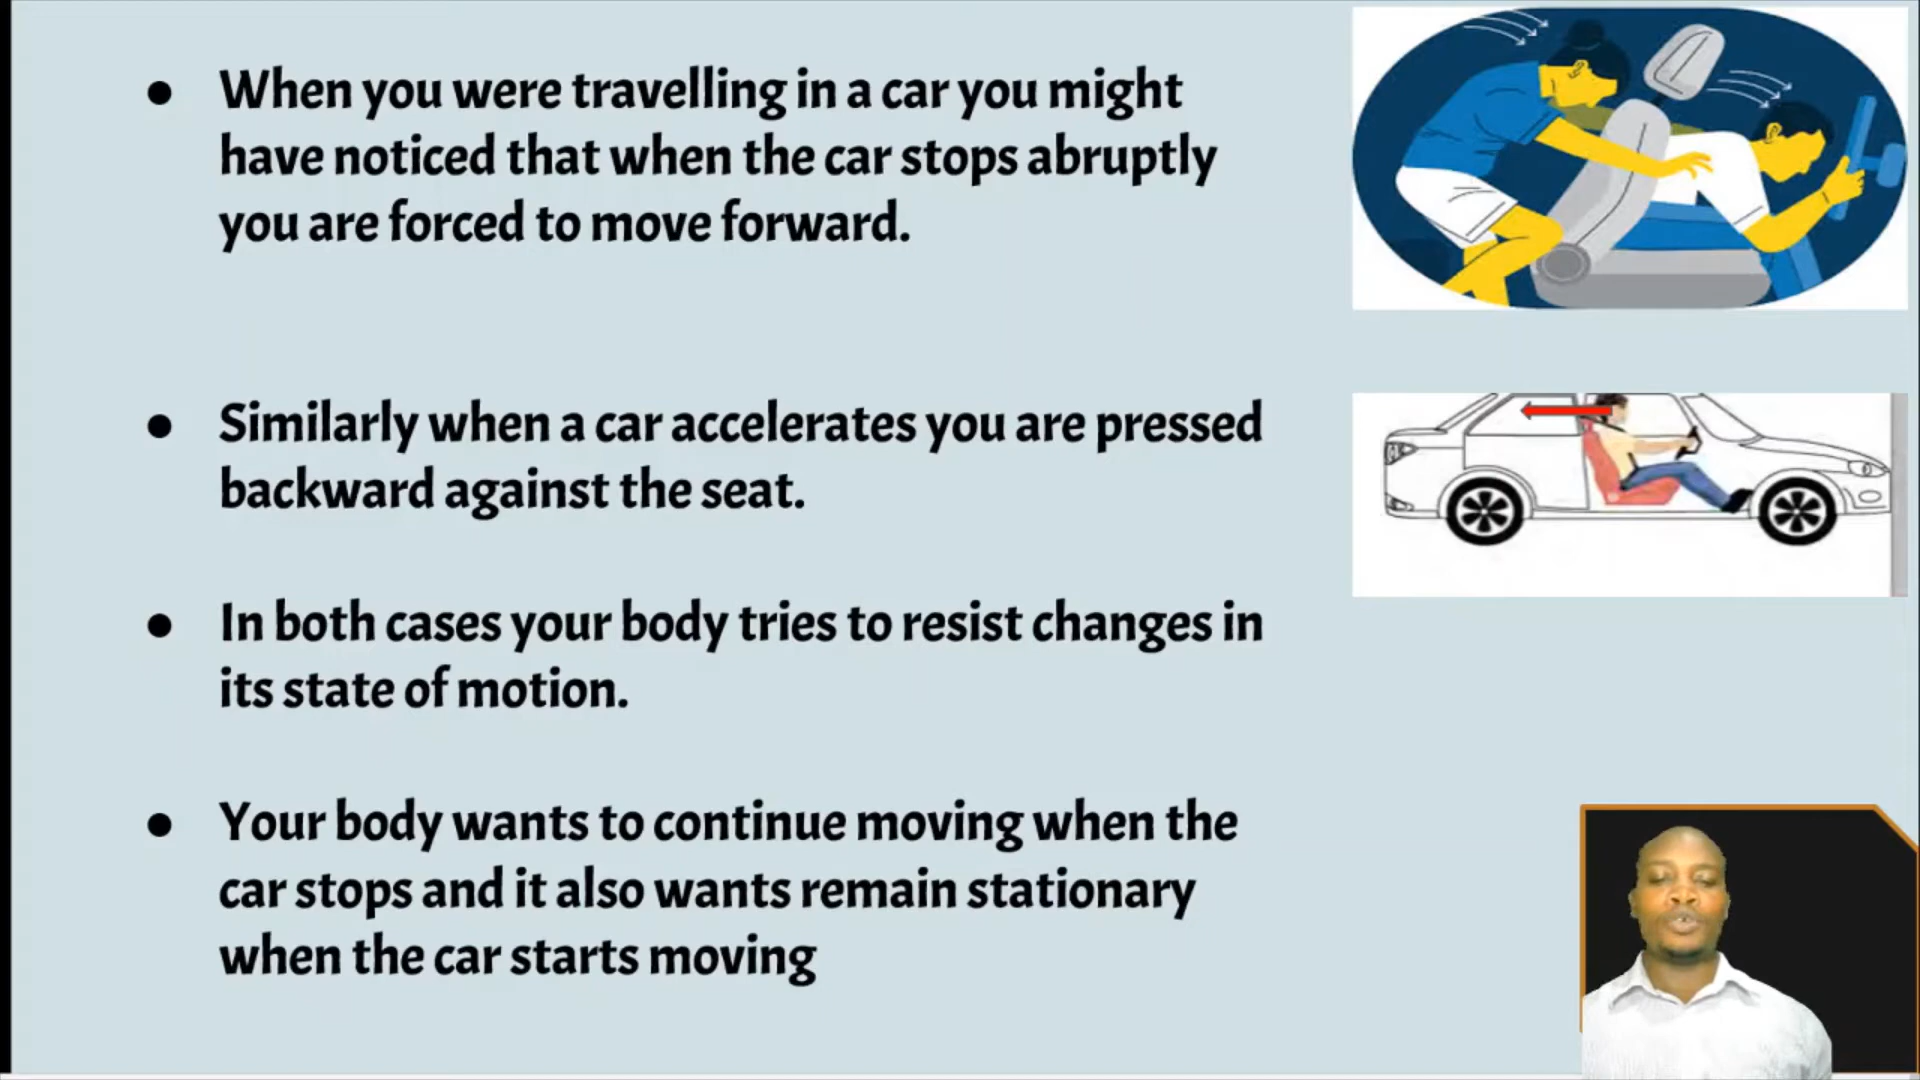 ● When you were travelling in a car you might
have noticed that when the car stops abruptly
you are forced to move forward.
● Similarly when a car accelerates you are pressed
backward against the seat.
● In both cases your body tries to resist changes in
its state of motion.
● Your body wants to continue moving when the
car stops and it also wants remain stationary
when the car starts moving